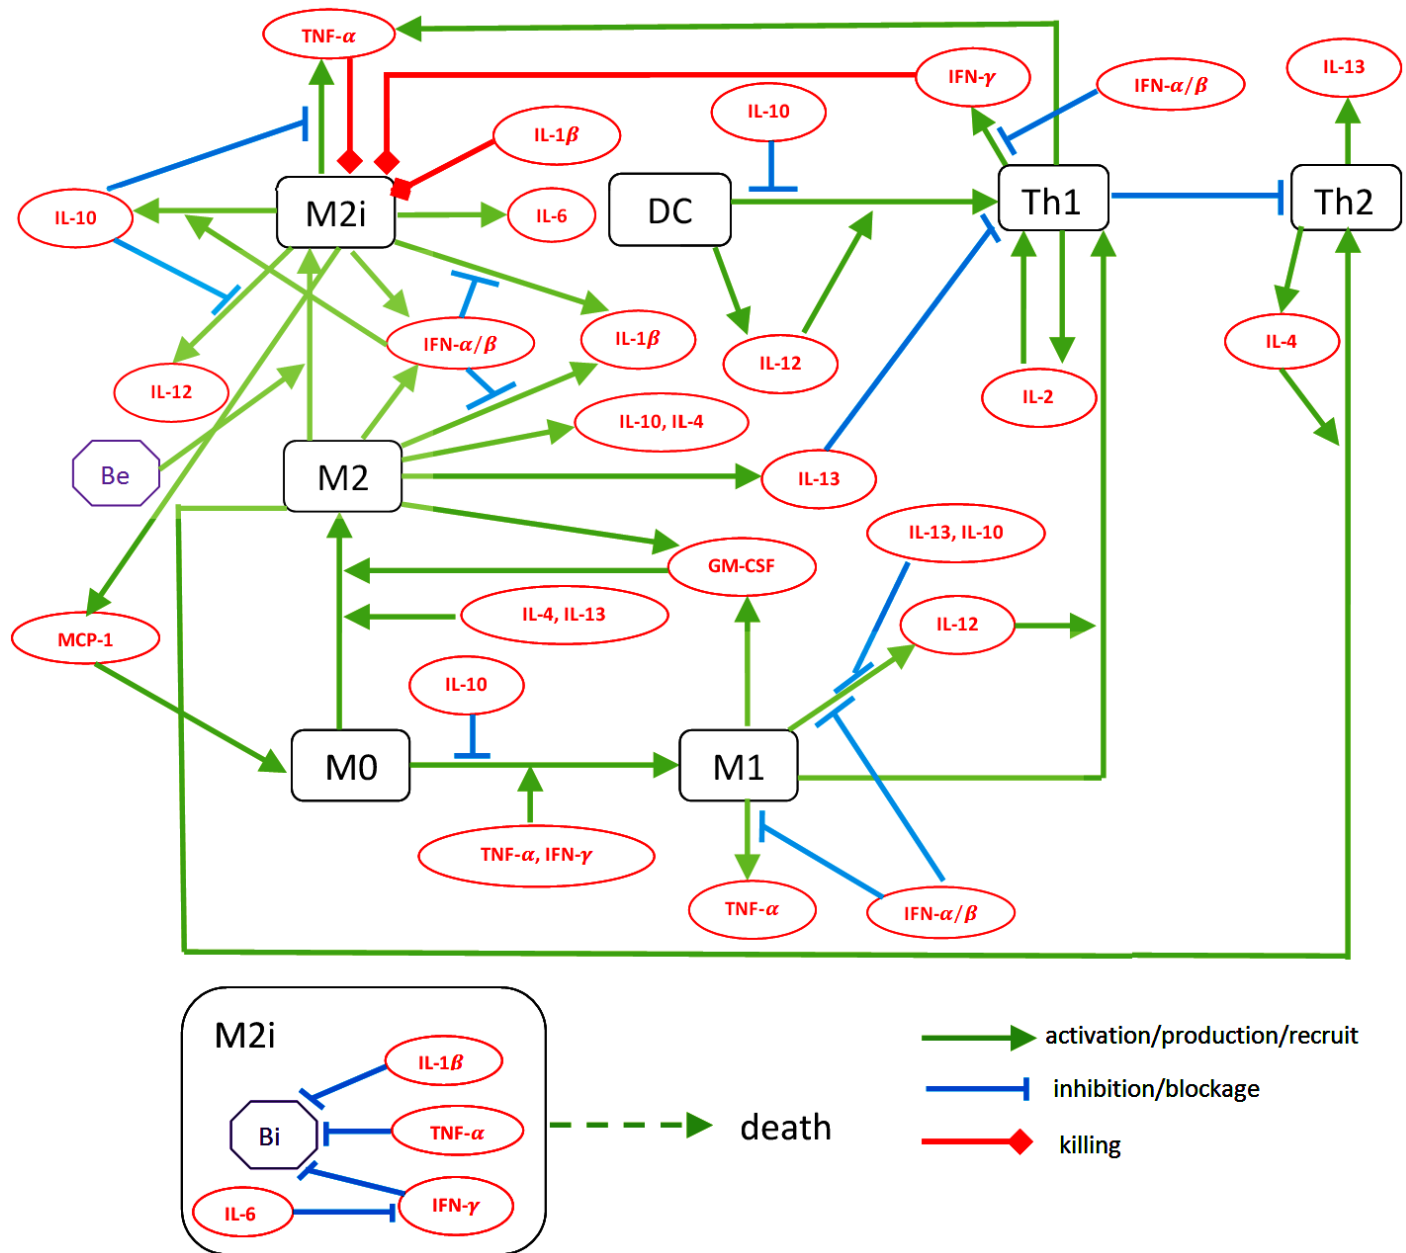 TNF-α
IFN-γ
IL-13
IFN-α/β
IL-10
IL-1β
M2i
IL-6
DC
Th1
Th2
IL-10
IFN-α/β
IL-1β
IL-12
IL-4
IL-12
IL-2
IL-10, IL-4
Be
M2
IL-13
IL-13, IL-10
GM-CSF
IL-4, IL-13
IL-12
MCP-1
IL-10
M0
M1
TNF-α, IFN-γ
TNF-α
IFN-α/β
M2i
IL-1β
Bi
TNF-α
IFN-γ
IL-6
death
activation/production/recruit
inhibition/blockage
killing